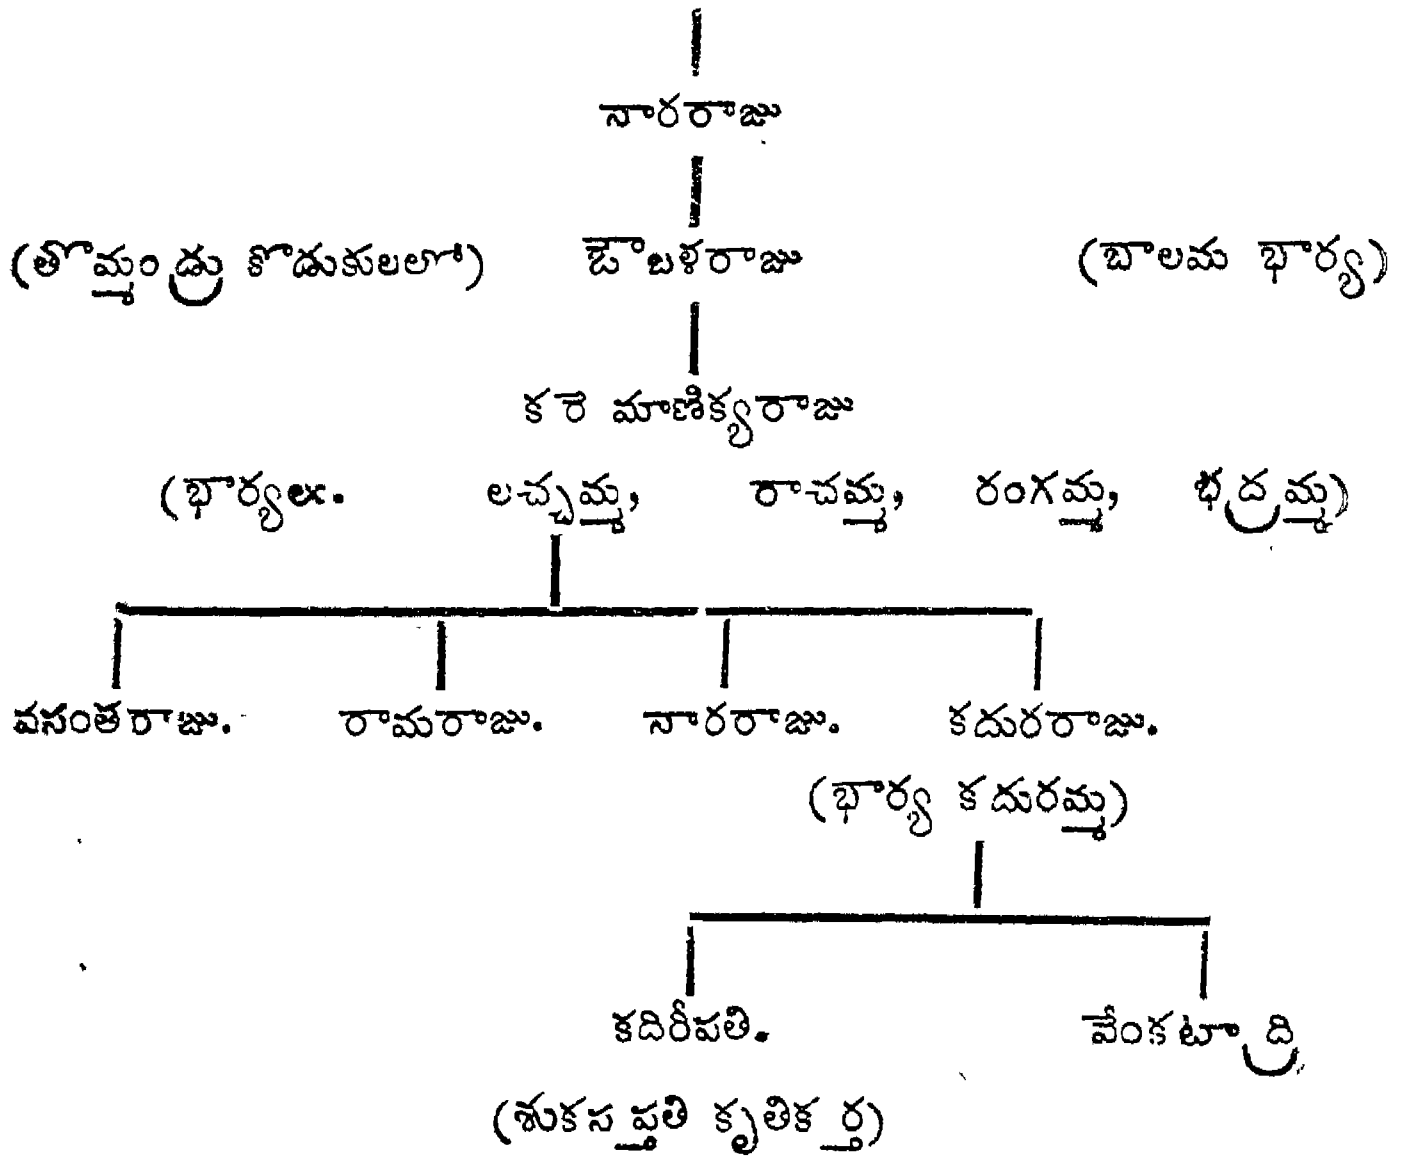 నారరాజు
(తొమ్మండ్రు కొడుకులలో) ఔబళరాజు (బాలమ భార్య)
కరె మాణిక్యరాజు
(భార్యలు. లచ్చమ్మ, రాచమ్మ, రంగమ్మ, భద్రమ్మ)
వసంతరాజు. రామరాజు. నారరాజు. కదురరాజు.
(భార్య కదురమ్మ)
కదిరీపతి. వేంకటాద్రి
(శుకసప్తతి కృతికర్త)